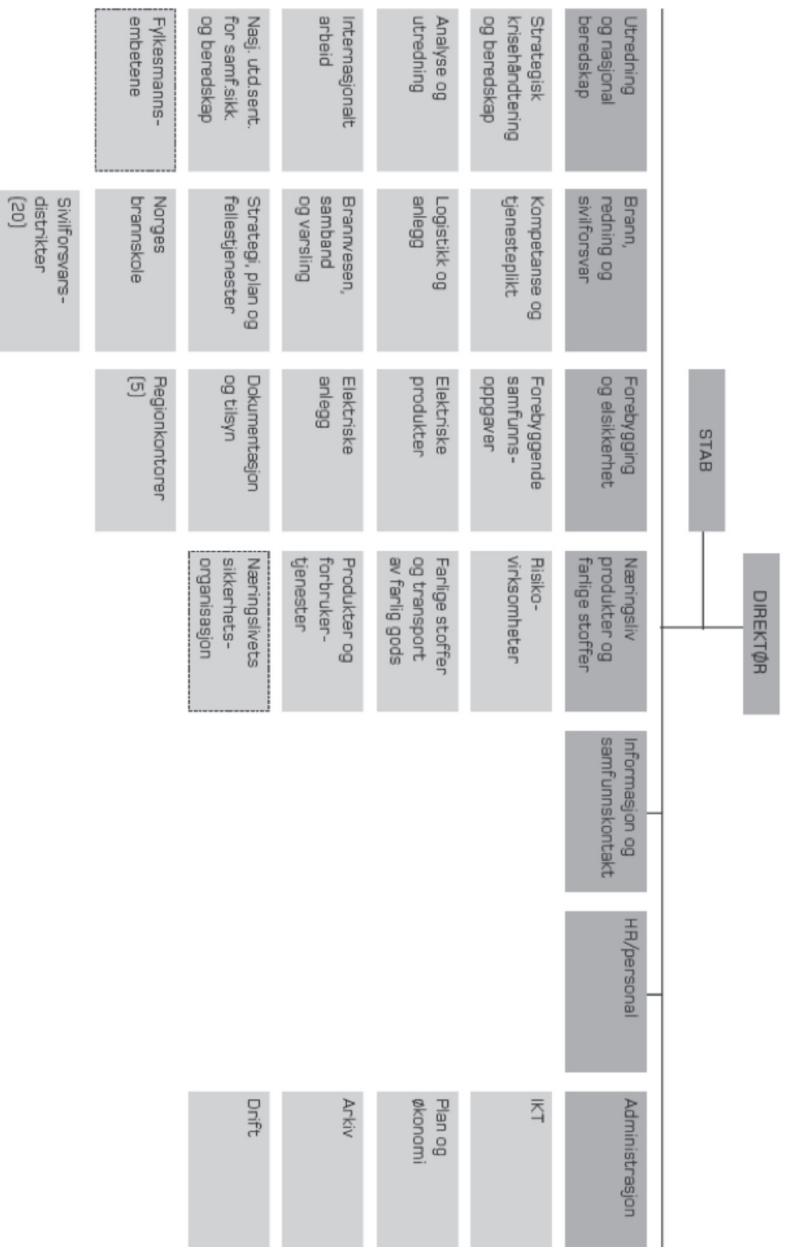 DIREKTØR
STAB
Utredning
og nasjonal
beredskap
Strategisk
krisehåndtering
og beredskap
Analyse og
utredning
Internasjonalt
arbeid
Nasj. utd.sent.
for samf.sikk.
og beredskap
Fylkesmanns-
embetene
Brann,
redning og
sivilforsvar
Kompetanse og
tjenesteplikt
Logistikk og
anlegg
Brannvesen,
samband
og varsling
Strategi, plan og
fellestjenester
Norges
brannskole
Sivilforsvars-
distrikter
(20)
Forebygging
og elsikkerhet
Forebyggende
samfunns-
oppgaver
Elektriske
produkter
Elektriske
anlegg
Dokumentasjon
og tilsyn
Regionkontorer
(5)
Næringsliv
produkter og
farlige stoffer
Risiko-
virksomheter
Farlige stoffer
og transport
av farlig gods
Produkter og
forbruker-
tjenester
Næringslivets
sikkerhets-
organisasjon
Informasjon og
samfunnskontakt
HR/personal
Administrasjon
IKT
Plan og
økonomi
Arkiv
Drift